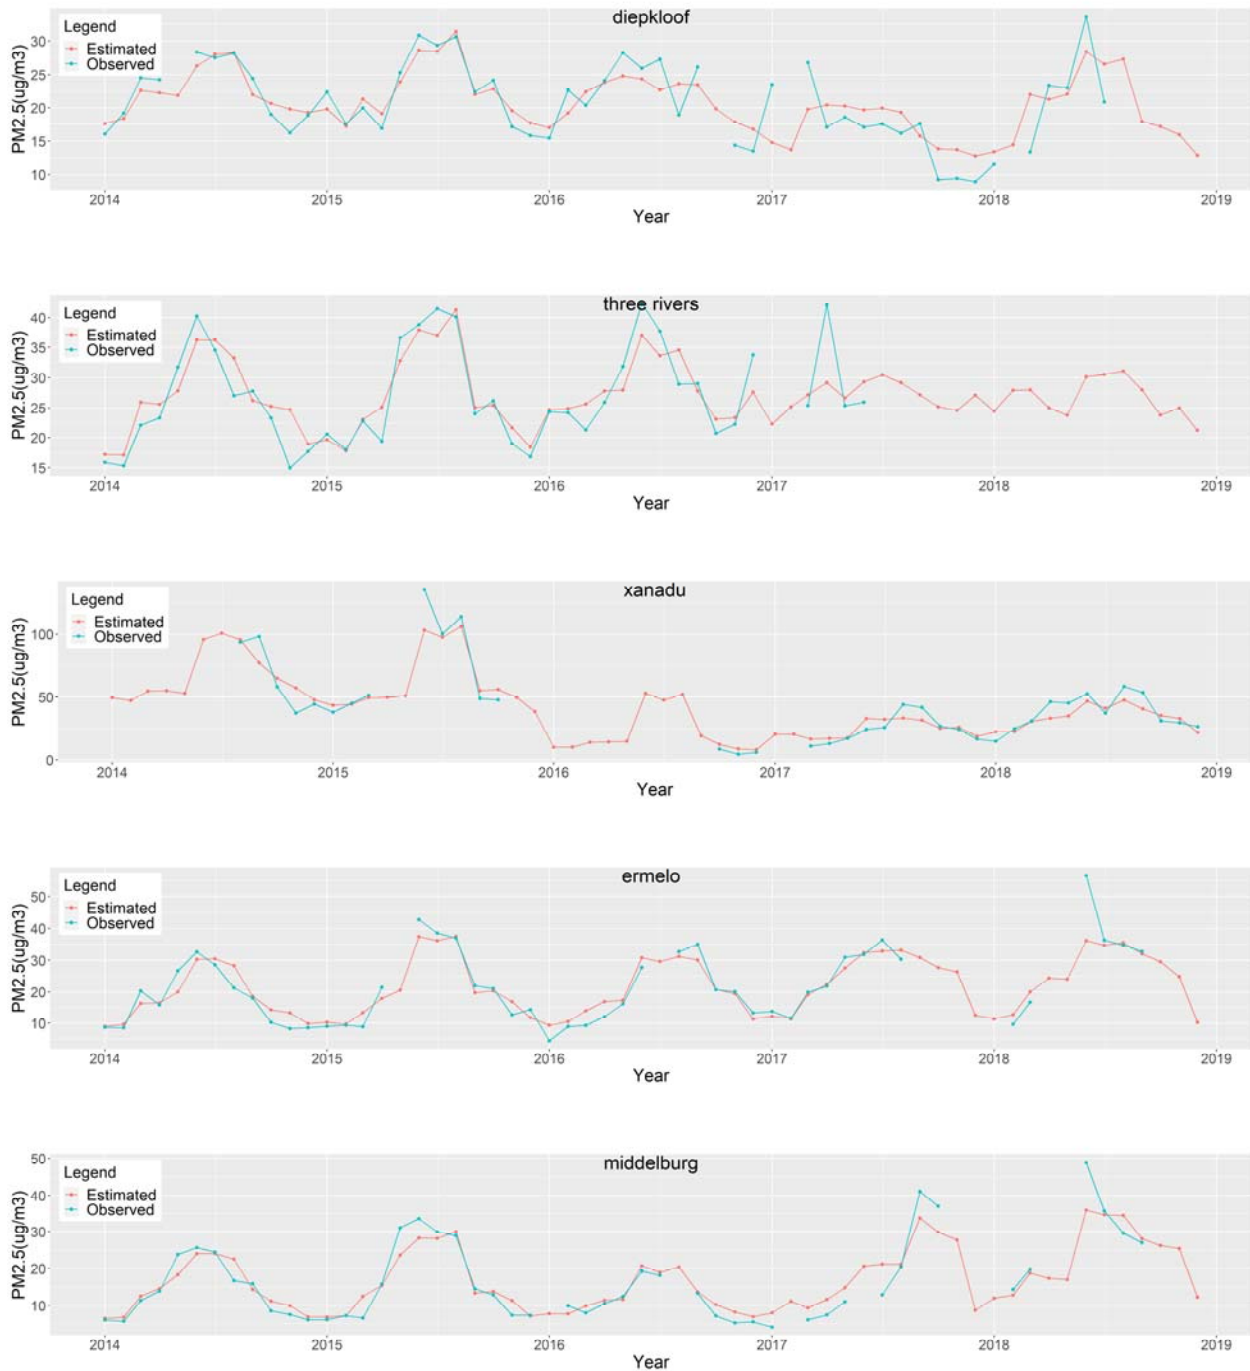 diepkloof
Legend
Estimated
Observed
PM2.5(ug/m3)
30
25
20
15
10
2014 2015 2016 2017 2018 2019
Year
three rivers
Legend
Estimated
Observed
PM2.5(ug/m3)
40
35
30
25
20
15
2014 2015 2016 2017 2018 2019
Year
xanadu
Legend
Estimated
Observed
PM2.5(ug/m3)
100
50
0
2014 2015 2016 2017 2018 2019
Year
ermelo
Legend
Estimated
Observed
PM2.5(ug/m3)
50
40
30
20
10
2014 2015 2016 2017 2018 2019
Year
middelburg
Legend
Estimated
Observed
PM2.5(ug/m3)
50
40
30
20
10
2014 2015 2016 2017 2018 2019
Year